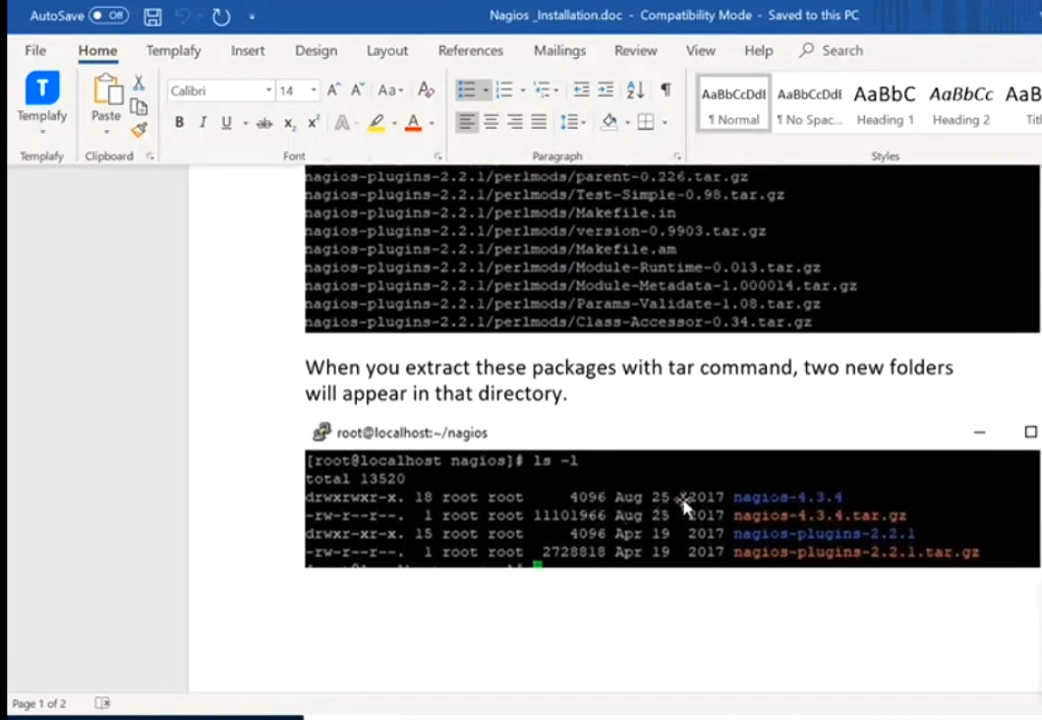 AutoSave Off
Nagios _Installation.doc - Compatibility Mode - Saved to this PC
File Home Templafy Insert Design Layout References Mailings Review View Help Search
T
Templafy
Paste
Calibri 14 A A Aa A
B I U ab x₂ x² A A
AaBbCcDdI AaBbCcDdI AaBbC AaBbCc AaB
¶ Normal ¶ No Spac... Heading 1 Heading 2 Titl
Templafy Clipboard Font Paragraph Styles
nagios-plugins-2.2.1/perlmods/parent-0.226.tar.gz
nagios-plugins-2.2.1/perlmods/Test-Simple-0.98.tar.gz
nagios-plugins-2.2.1/perlmods/Makefile.in
nagios-plugins-2.2.1/perlmods/version-0.9903.tar.gz
nagios-plugins-2.2.1/perlmods/Makefile.am
nagios-plugins-2.2.1/perlmods/Module-Runtime-0.013.tar.gz
nagios-plugins-2.2.1/perlmods/Module-Metadata-1.000014.tar.gz
nagios-plugins-2.2.1/perlmods/Params-Validate-1.08.tar.gz
nagios-plugins-2.2.1/perlmods/Class-Accessor-0.34.tar.gz
When you extract these packages with tar command, two new folders
will appear in that directory.
root@localhost:~/nagios
[root@localhost nagios]# ls -l
total 13520
drwxrwxr-x. 18 root root 4096 Aug 25 2017 nagios-4.3.4
-rw-r--r--. 1 root root 11101966 Aug 25 2017 nagios-4.3.4.tar.gz
drwxr-xr-x. 15 root root 4096 Apr 19 2017 nagios-plugins-2.2.1
-rw-r--r--. 1 root root 2728818 Apr 19 2017 nagios-plugins-2.2.1.tar.gz
Page 1 of 2